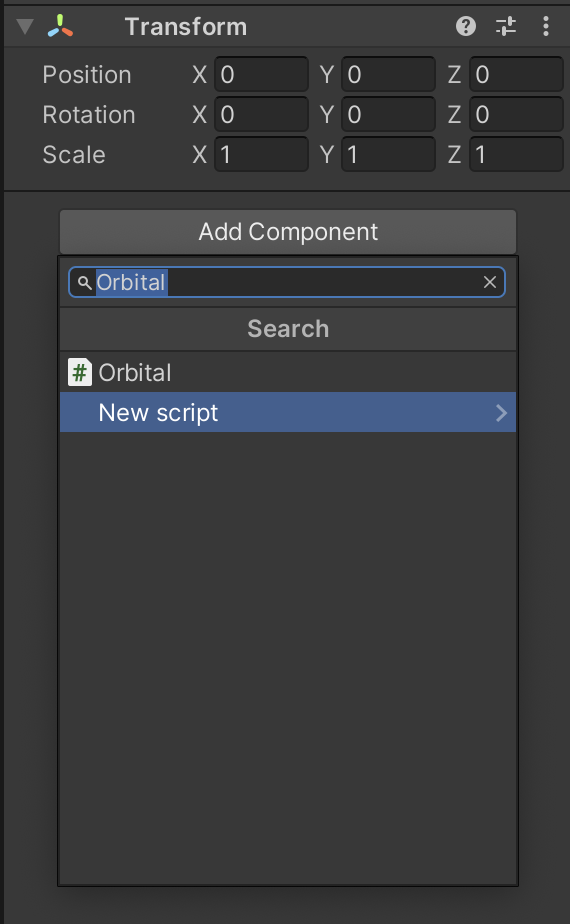 Transform
Position X 0 Y 0 Z 0
Rotation X 0 Y 0 Z 0
Scale X 1 Y 1 Z 1
Add Component
Orbital
Search
# Orbital
New script